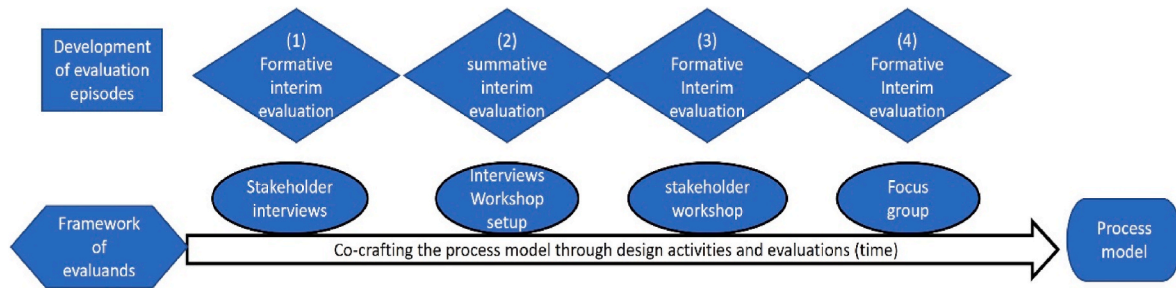 Development
of evaluation
episodes
(1)
Formative
interim
evaluation
(2)
summative
interim
evaluation
(3)
Formative
Interim
evaluation
(4)
Formative
Interim
evaluation
Stakeholder
interviews
Interviews
Workshop
setup
stakeholder
workshop
Focus
group
Framework
of
evaluands
Co-crafting the process model through design activities and evaluations (time)
Process
model